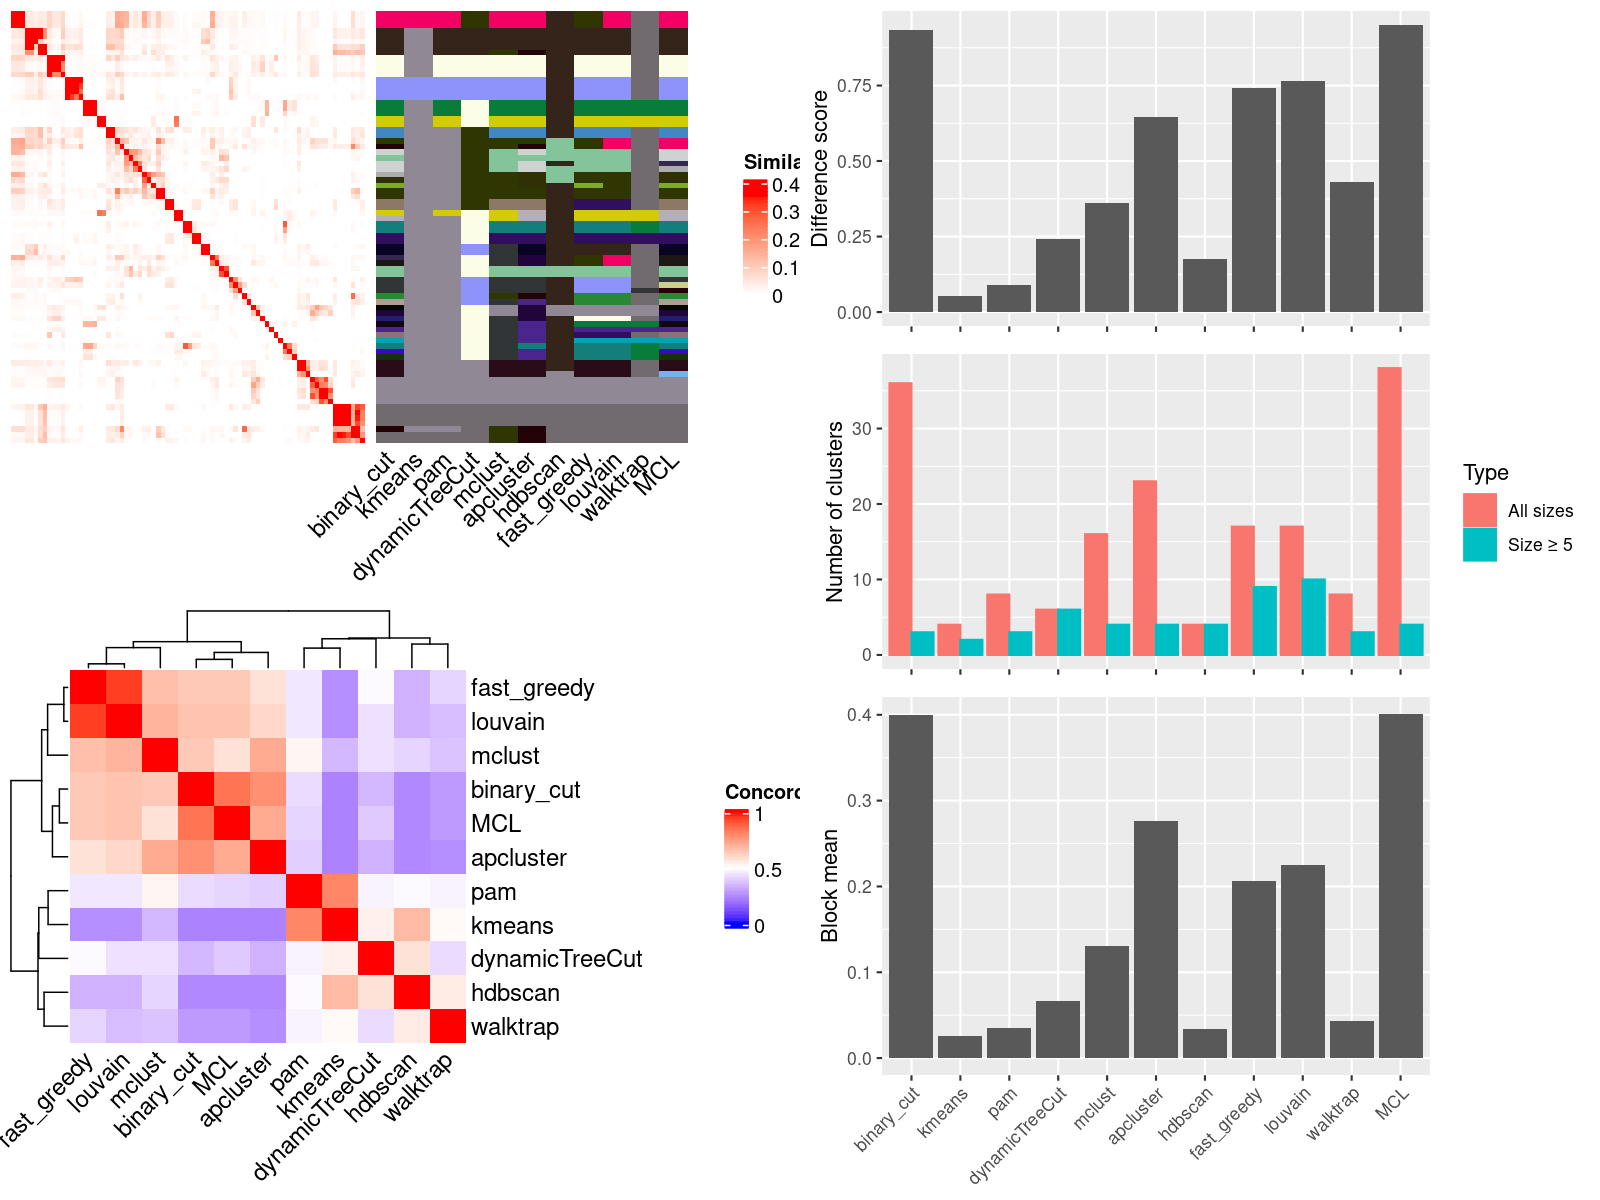 Simila
0.4
0.3
0.2
0.1
0
binary_cut
kmeans
pam
dynamicTreeCut
mclust
apcluster
hdbscan
fast_greedy
louvain
walktrap
MCL
fast_greedy
louvain
mclust
binary_cut
MCL
apcluster
pam
kmeans
dynamicTreeCut
hdbscan
walktrap
fast_greedy
louvain
mclust
binary_cut
MCL
apcluster
pam
kmeans
dynamicTreeCut
hdbscan
walktrap
Concord
1
0.5
0
Difference score
0.75
0.50
0.25
0.00
Number of clusters
30
20
10
0
Type
All sizes
Size ≥ 5
Block mean
0.4
0.3
0.2
0.1
0.0
binary_cut
kmeans
pam
dynamicTreeCut
mclust
apcluster
hdbscan
fast_greedy
louvain
walktrap
MCL